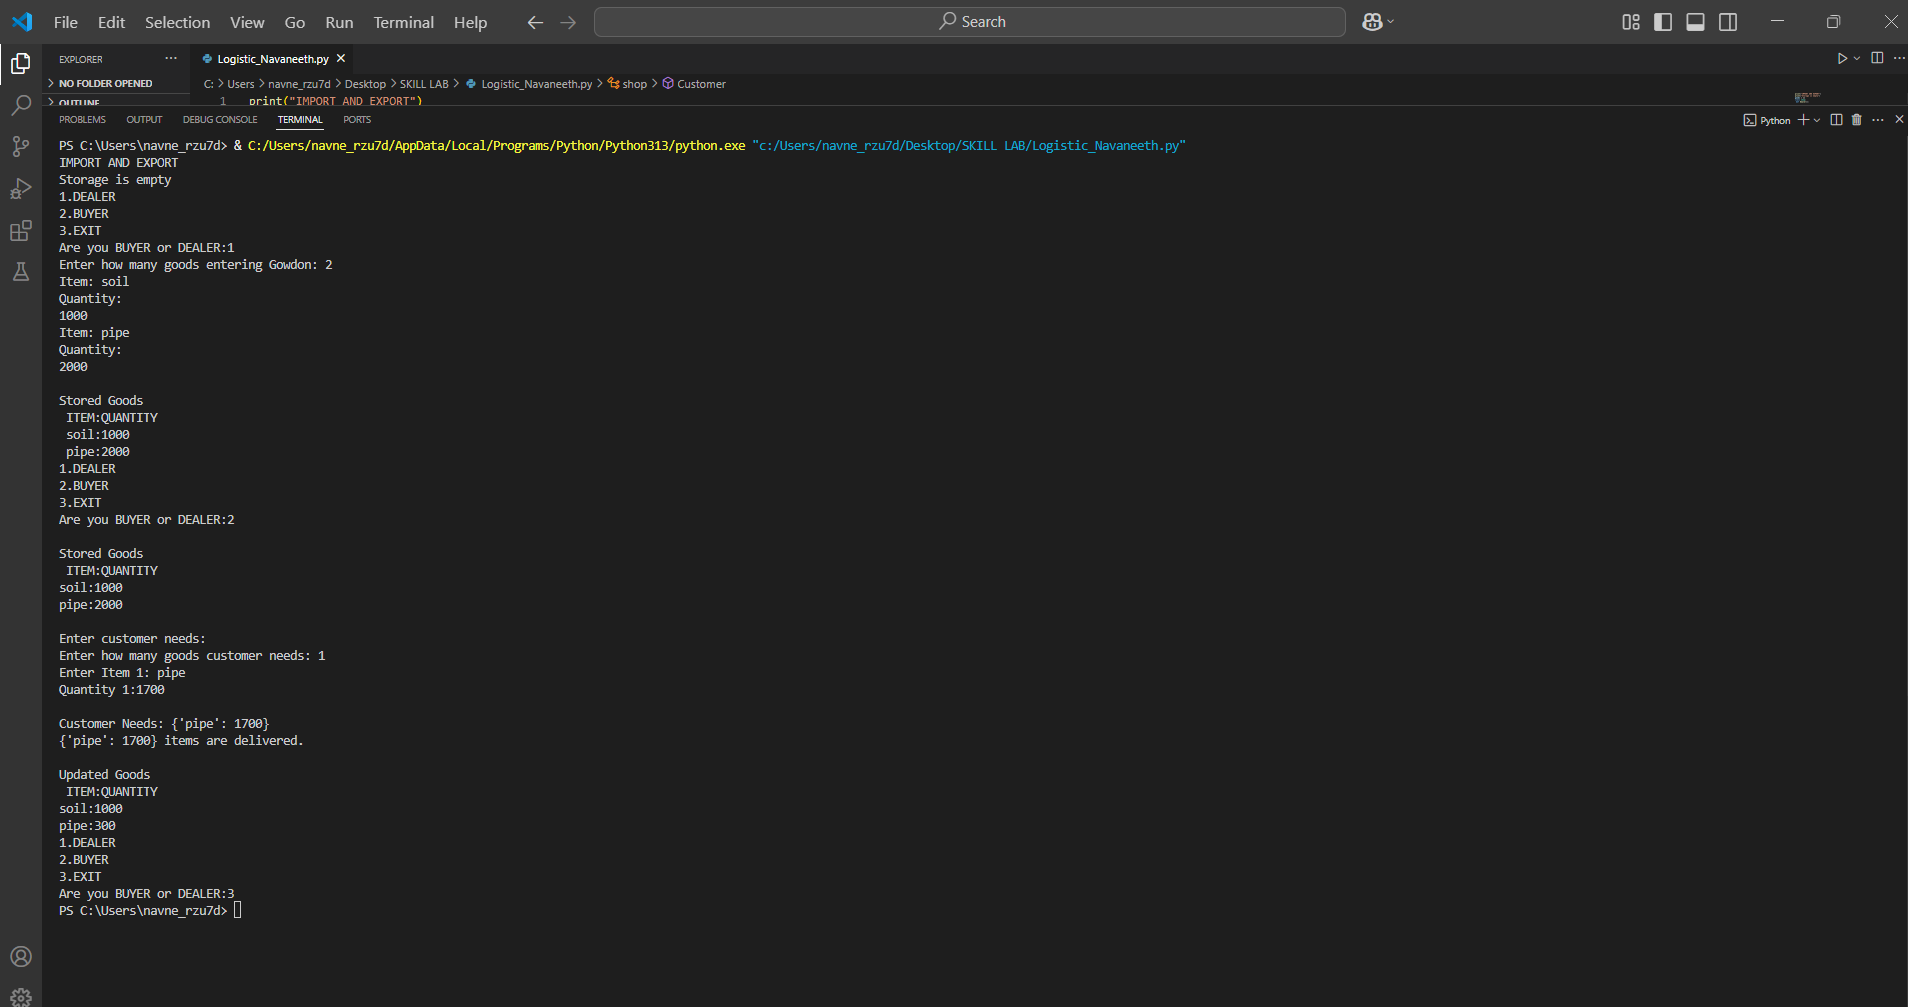 File Edit Selection View Go Run Terminal Help
Search
EXPLORER
Logistic_Navaneeth.py
NO FOLDER OPENED
C: > Users > navne_rzu7d > Desktop > SKILL LAB > Logistic_Navaneeth.py > shop > Customer
OUTLINE
1 print("IMPORT AND EXPORT")
PROBLEMS OUTPUT DEBUG CONSOLE TERMINAL PORTS
Python
PS C:\Users\navne_rzu7d> & C:/Users/navne_rzu7d/AppData/Local/Programs/Python/Python313/python.exe "c:/Users/navne_rzu7d/Desktop/SKILL LAB/Logistic_Navaneeth.py"
IMPORT AND EXPORT
Storage is empty
1.DEALER
2.BUYER
3.EXIT
Are you BUYER or DEALER:1
Enter how many goods entering Gowdon: 2
Item: soil
Quantity:
1000
Item: pipe
Quantity:
2000
Stored Goods
ITEM:QUANTITY
soil:1000
pipe:2000
1.DEALER
2.BUYER
3.EXIT
Are you BUYER or DEALER:2
Stored Goods
ITEM:QUANTITY
soil:1000
pipe:2000
Enter customer needs:
Enter how many goods customer needs: 1
Enter Item 1: pipe
Quantity 1:1700
Customer Needs: {'pipe': 1700}
{'pipe': 1700} items are delivered.
Updated Goods
ITEM:QUANTITY
soil:1000
pipe:300
1.DEALER
2.BUYER
3.EXIT
Are you BUYER or DEALER:3
PS C:\Users\navne_rzu7d>